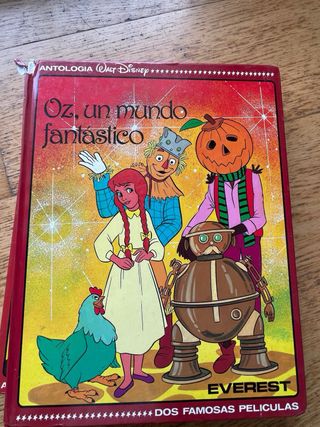 ANTOLOGIA WALT DISNEY
Oz, un mundo
fantástico
EVEREST
DOS FAMOSAS PELICULAS